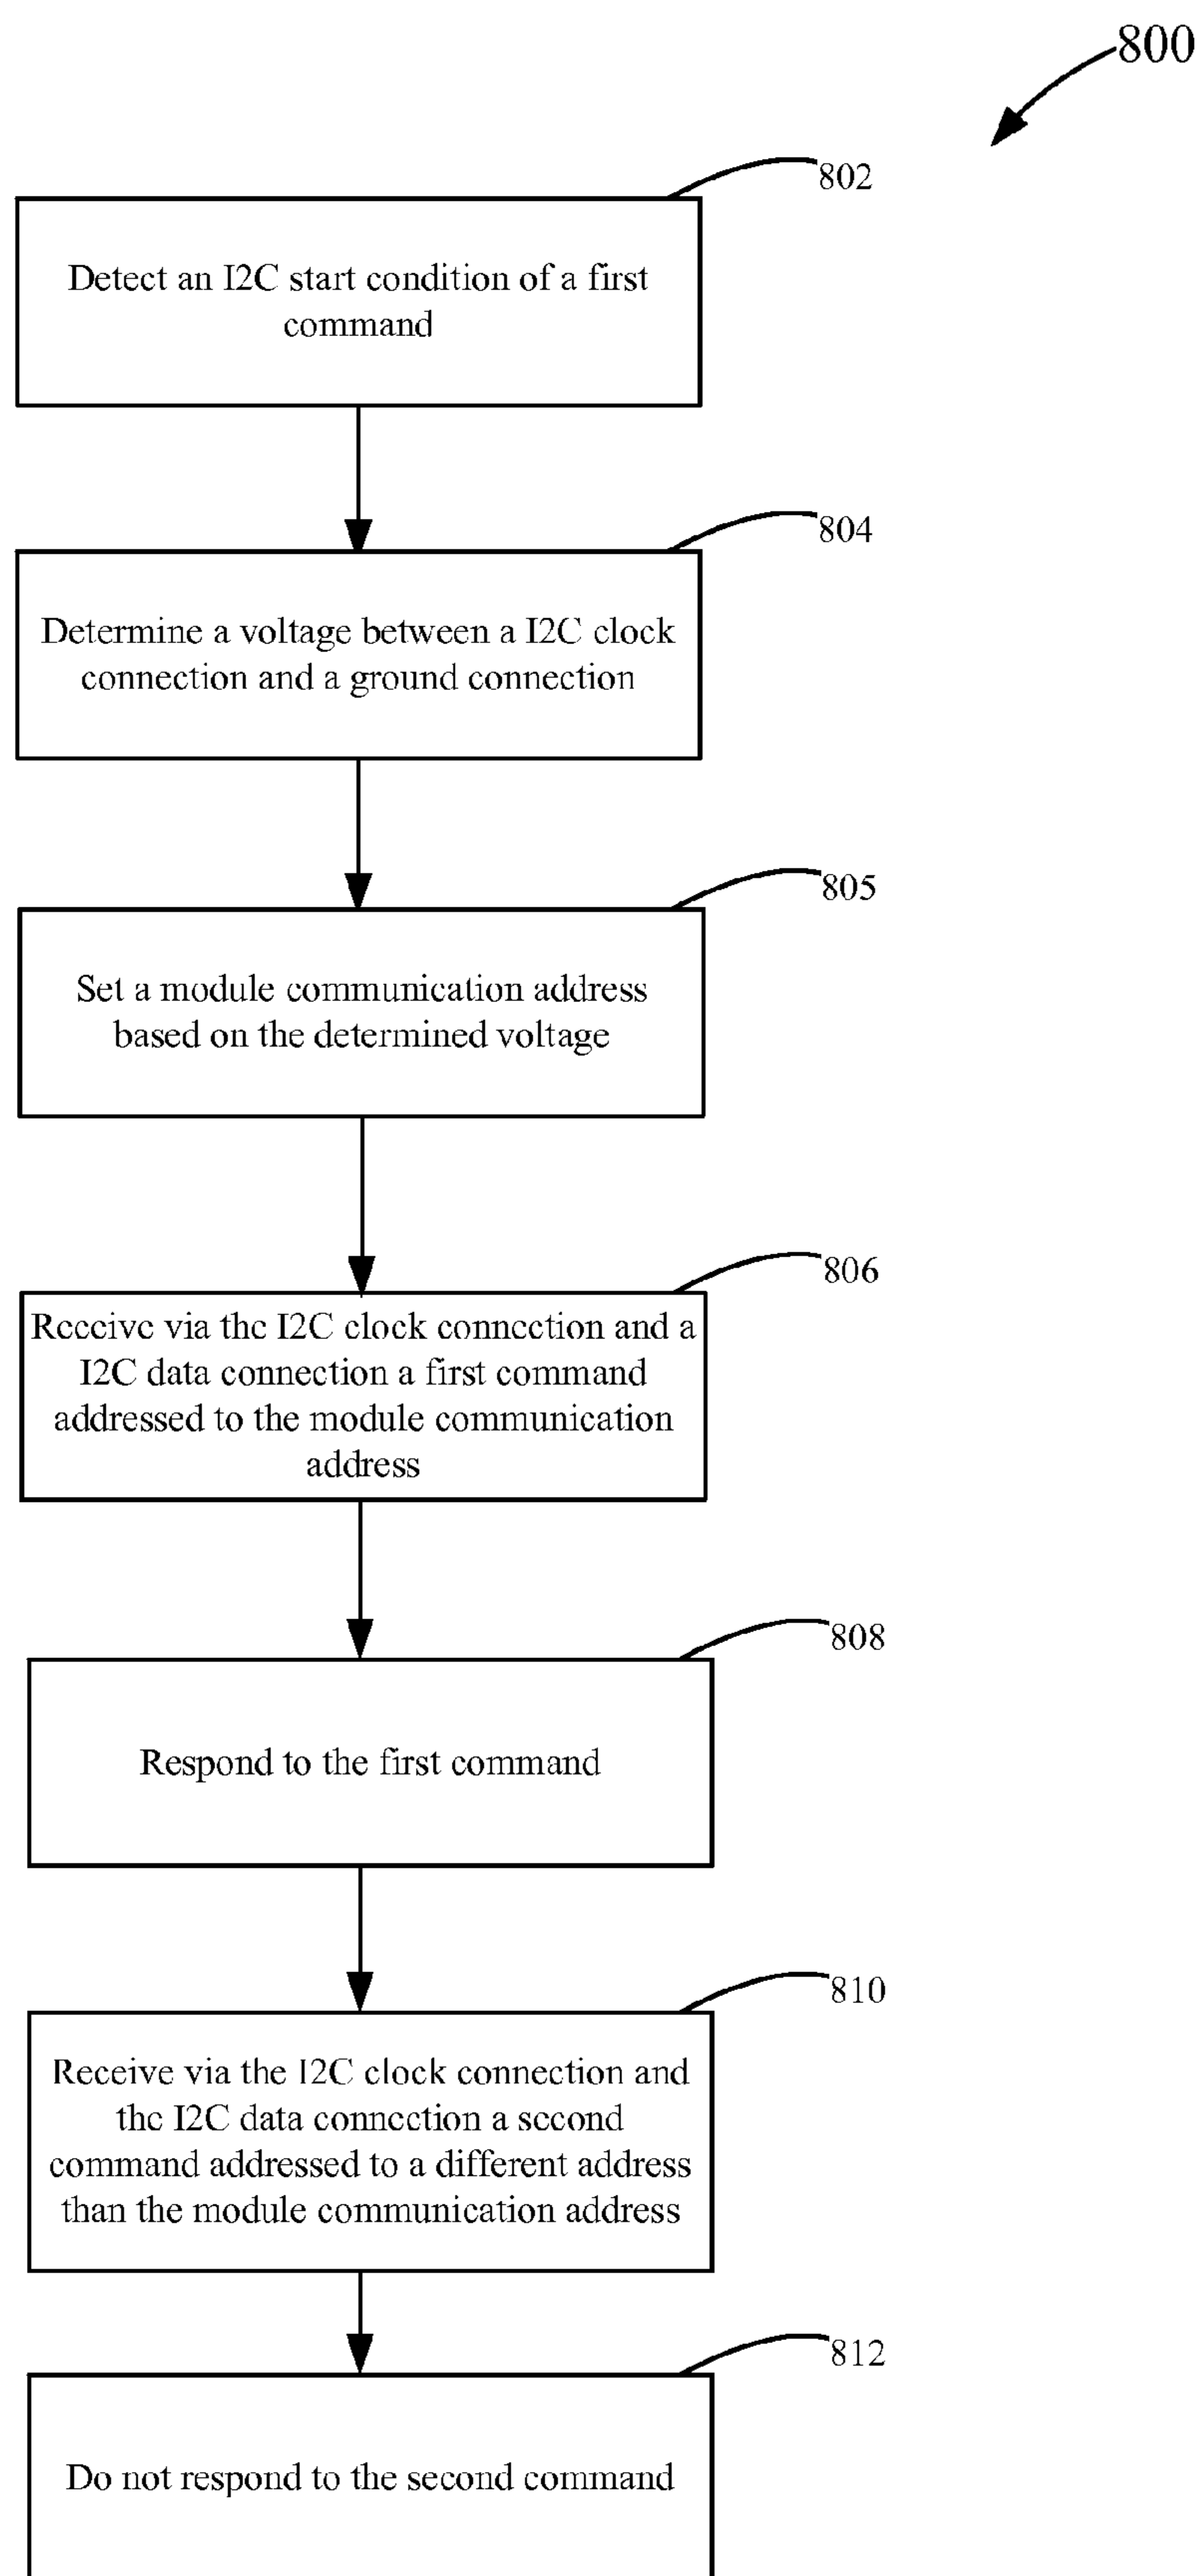 800
802
Detect an I2C start condition of a first
command
804
Determine a voltage between a I2C clock
connection and a ground connection
805
Set a module communication address
based on the determined voltage
806
Receive via the I2C clock connection and a
I2C data connection a first command
addressed to the module communication
address
808
Respond to the first command
810
Receive via the I2C clock connection and
the I2C data connection a second
command addressed to a different address
than the module communication address
812
Do not respond to the second command